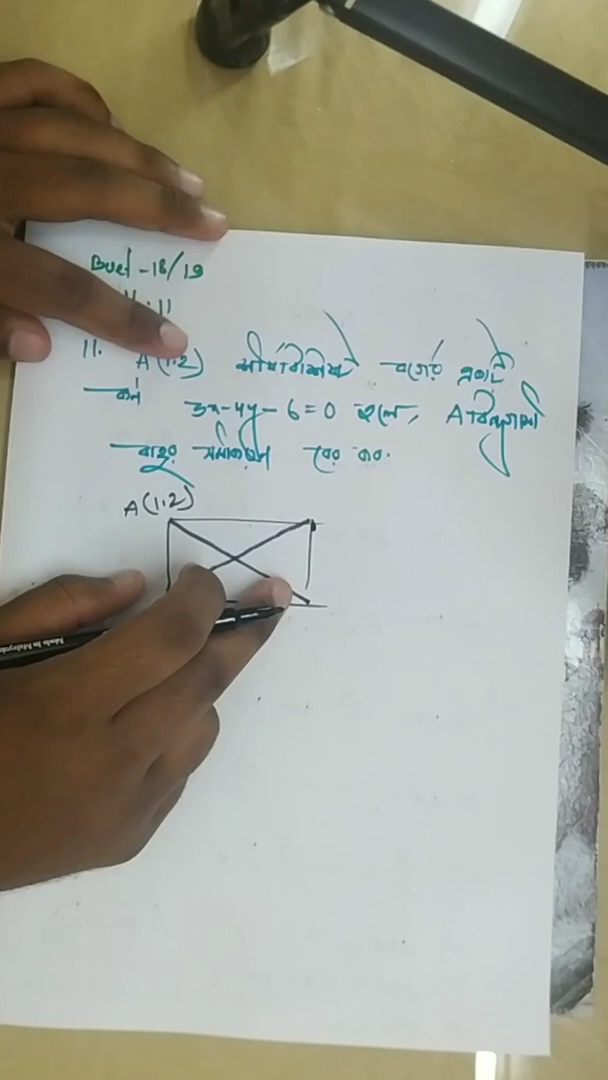 Buet -18/19
11. A(1,2) শীর্ষবিশিষ্ট বর্গের একটি
কর্ণ 3x-4y-6=0 হলে, A বিন্দুগামী
বাহুর সমীকরণ বের কর.
A(1,2)